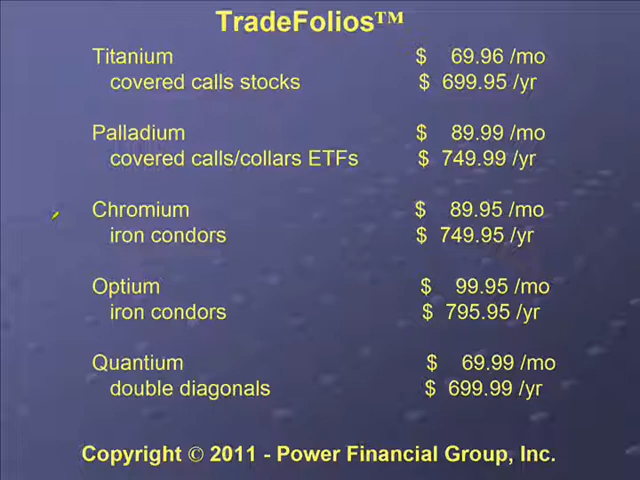 TradeFolios™
Titanium $ 69.96 /mo
covered calls stocks $ 699.95 /yr
Palladium $ 89.99 /mo
covered calls/collars ETFs $ 749.99 /yr
Chromium $ 89.95 /mo
iron condors $ 749.95 /yr
Optium $ 99.95 /mo
iron condors $ 795.95 /yr
Quantium $ 69.99 /mo
double diagonals $ 699.99 /yr
Copyright © 2011 - Power Financial Group, Inc.